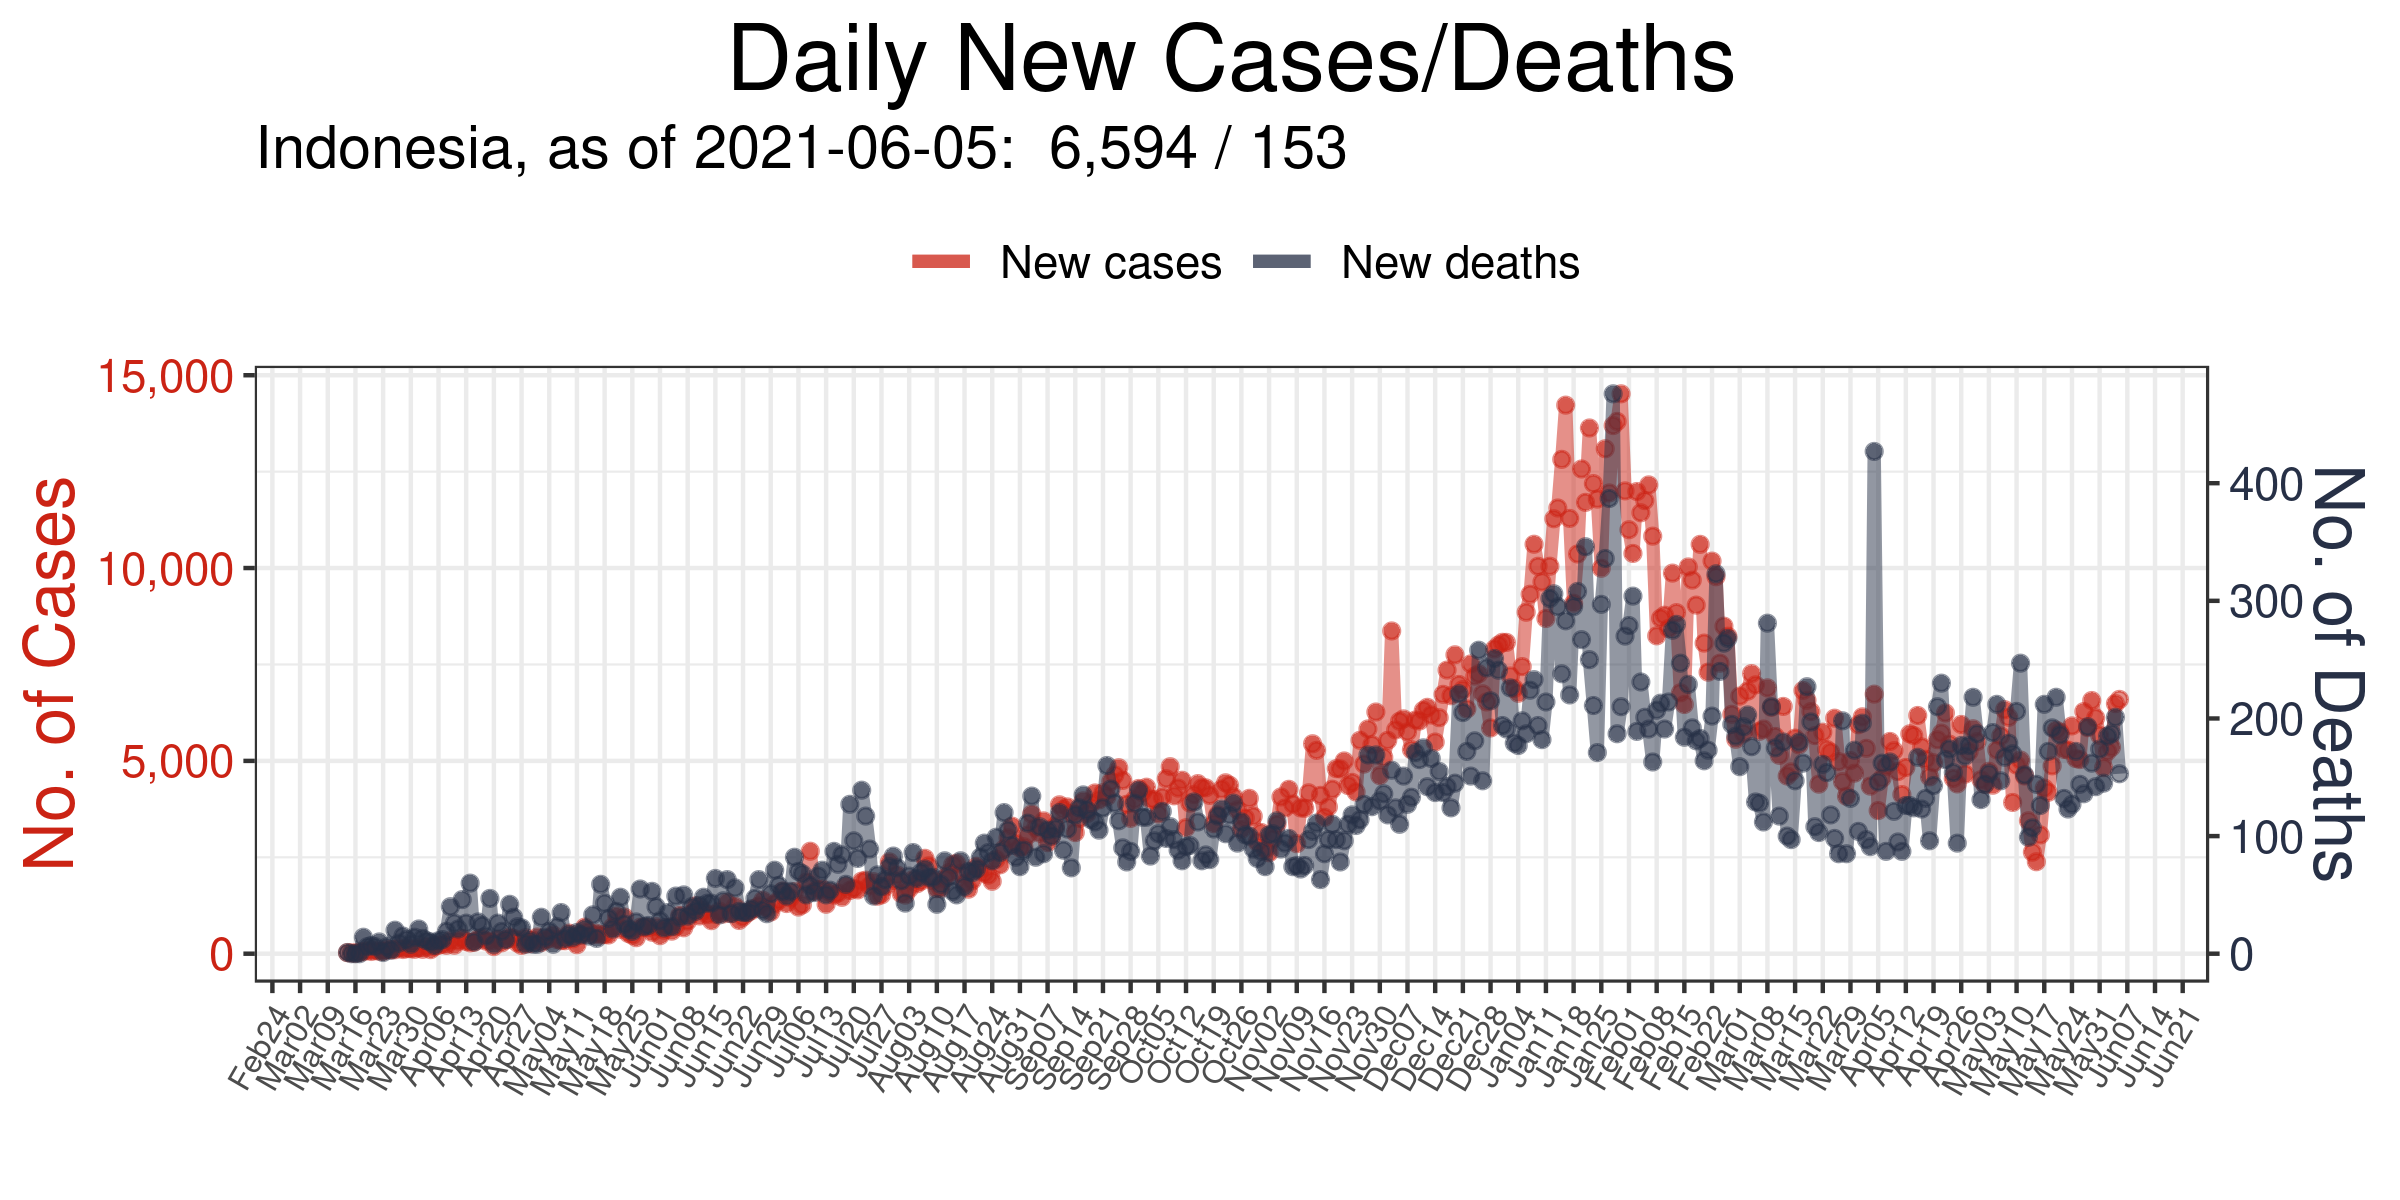 Daily New Cases/Deaths
Indonesia, as of 2021-06-05:  6,594 / 153
New cases
New deaths
No. of Cases
15,000
10,000
5,000
0
No. of Deaths
400
300
200
100
0
Feb24
Mar02
Mar09
Mar16
Mar23
Mar30
Apr06
Apr13
Apr20
Apr27
May04
May11
May18
May25
Jun01
Jun08
Jun15
Jun22
Jun29
Jul06
Jul13
Jul20
Jul27
Aug03
Aug10
Aug17
Aug24
Aug31
Sep07
Sep14
Sep21
Sep28
Oct05
Oct12
Oct19
Oct26
Nov02
Nov09
Nov16
Nov23
Nov30
Dec07
Dec14
Dec21
Dec28
Jan04
Jan11
Jan18
Jan25
Feb01
Feb08
Feb15
Feb22
Mar01
Mar08
Mar15
Mar22
Mar29
Apr05
Apr12
Apr19
Apr26
May03
May10
May17
May24
May31
Jun07
Jun14
Jun21